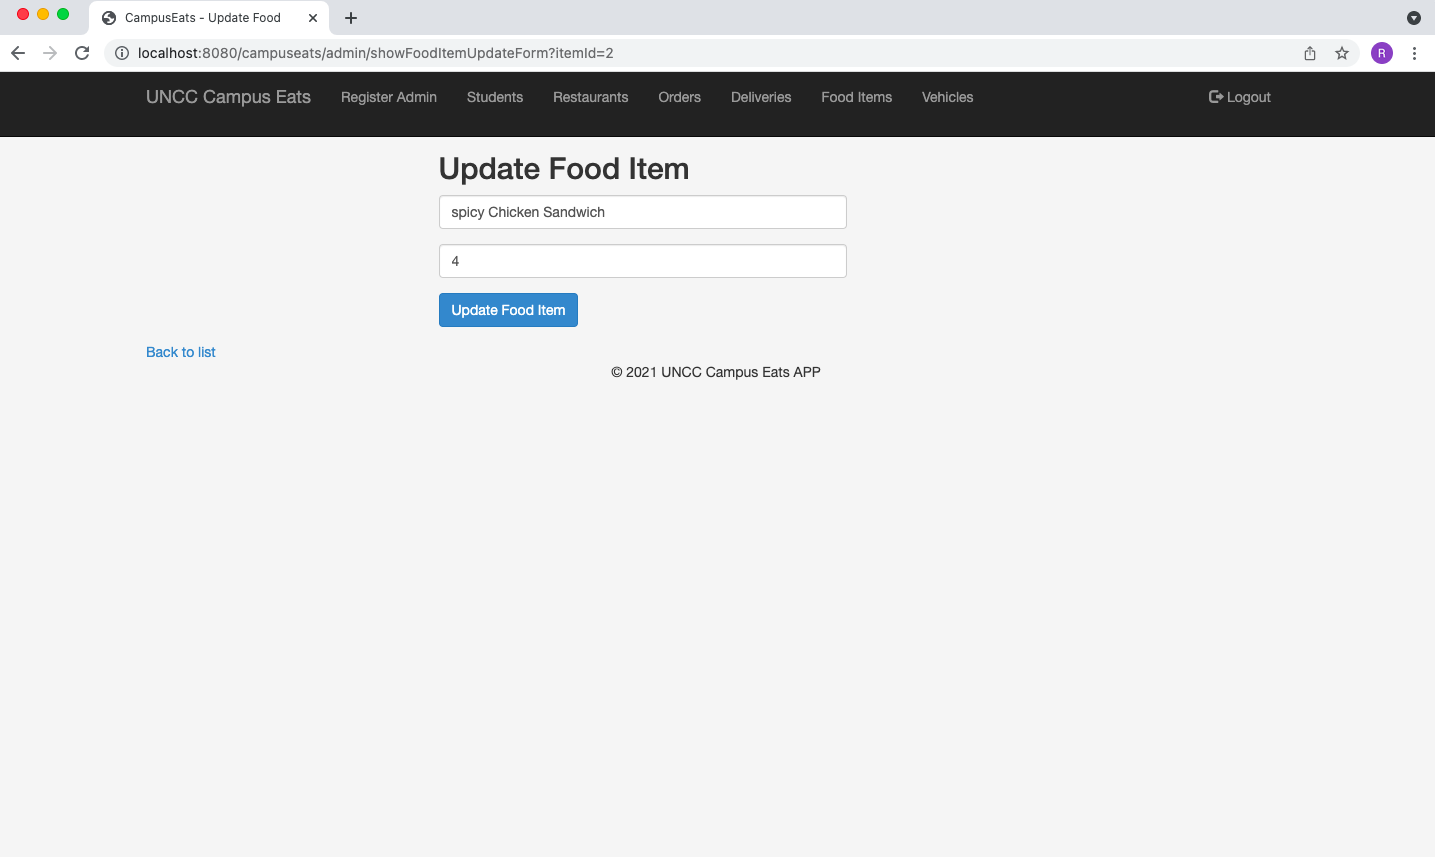 CampusEats - Update Food
localhost:8080/campuseats/admin/showFoodItemUpdateForm?itemId=2
R
UNCC Campus Eats Register Admin Students Restaurants Orders Deliveries Food Items Vehicles Logout
Update Food Item
spicy Chicken Sandwich
4
Update Food Item
Back to list
© 2021 UNCC Campus Eats APP